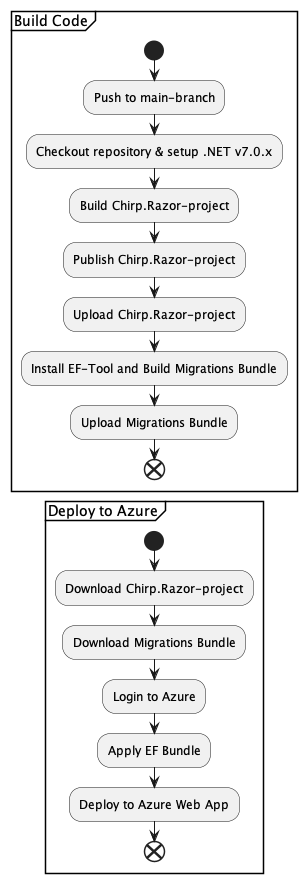 Build Code
Push to main-branch
Checkout repository & setup .NET v7.0.x
Build Chirp.Razor-project
Publish Chirp.Razor-project
Upload Chirp.Razor-project
Install EF-Tool and Build Migrations Bundle
Upload Migrations Bundle
Deploy to Azure
Download Chirp.Razor-project
Download Migrations Bundle
Login to Azure
Apply EF Bundle
Deploy to Azure Web App